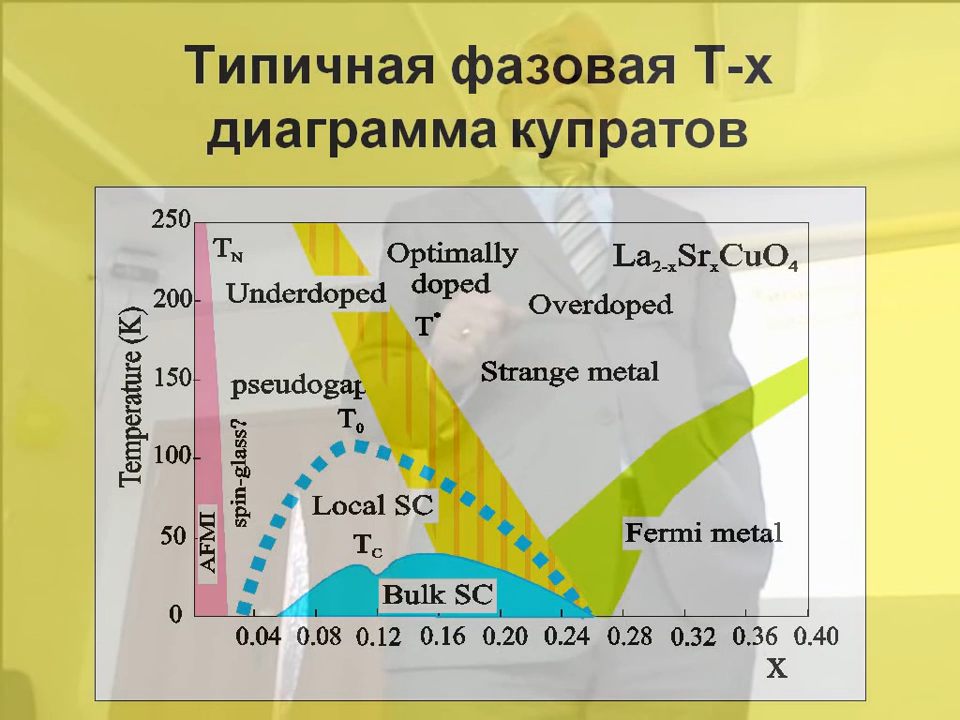 Типичная фазовая Т-х
диаграмма купратов
250
200
150
100
50
0
Temperature (K)
T_N
Underdoped
Optimally
doped
T*
La₂₋ₓSrₓCuO₄
Overdoped
Strange metal
pseudogap
T₀
spin-glass?
AFMI
Local SC
T_C
Bulk SC
Fermi metal
0.04 0.08 0.12 0.16 0.20 0.24 0.28 0.32 0.36 0.40
X